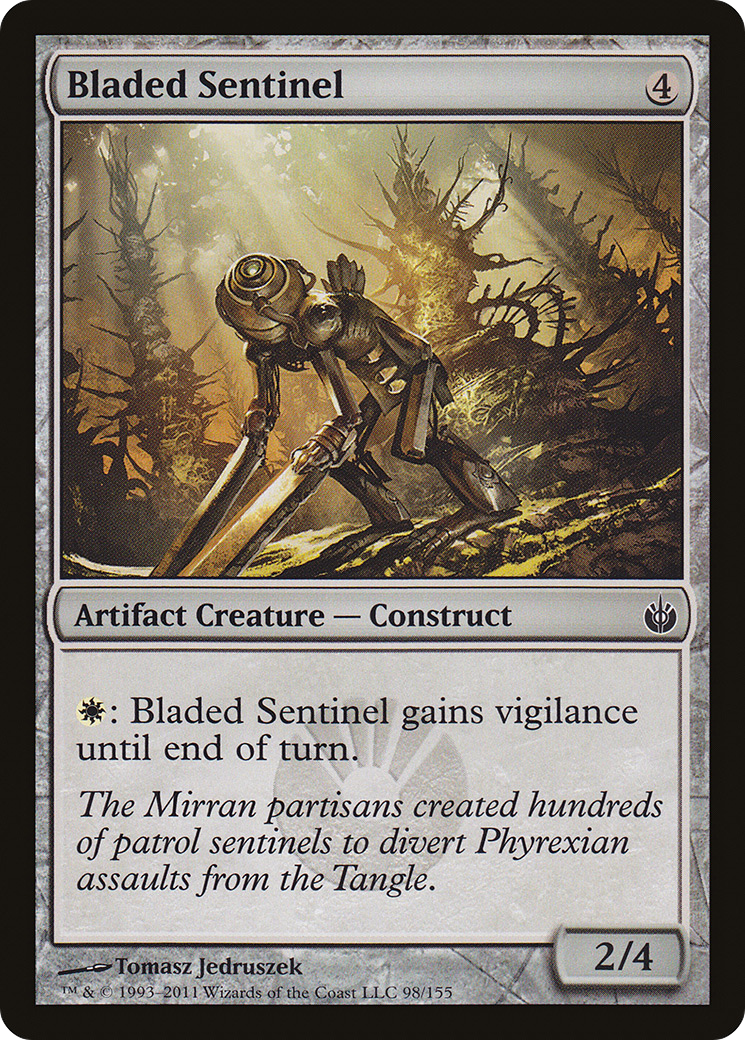 Bladed Sentinel
4
Artifact Creature — Construct
: Bladed Sentinel gains vigilance
until end of turn.
The Mirran partisans created hundreds
of patrol sentinels to divert Phyrexian
assaults from the Tangle.
2/4
Tomasz Jedruszek
™ & © 1993–2011 Wizards of the Coast LLC 98/155